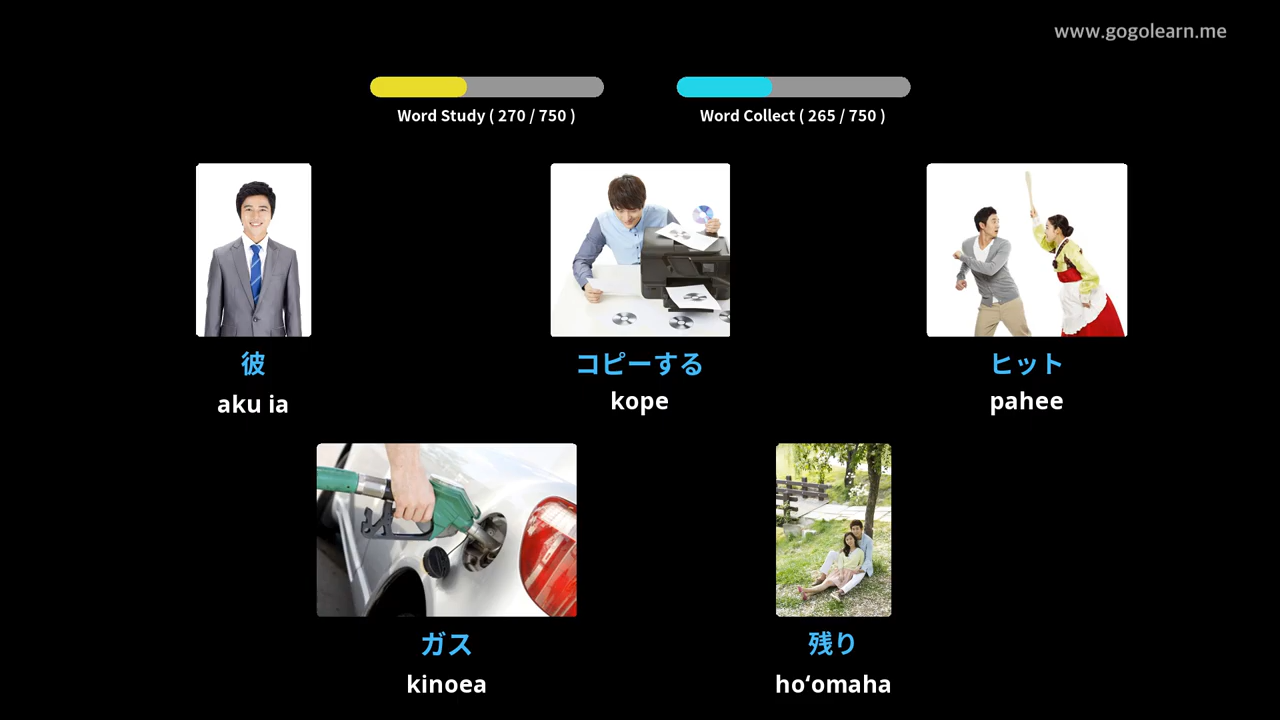 www.gogolearn.me
Word Study ( 270 / 750 )
Word Collect ( 265 / 750 )
彼
aku ia
コピーする
kope
ヒット
pahee
ガス
kinoea
残り
hoʻomaha